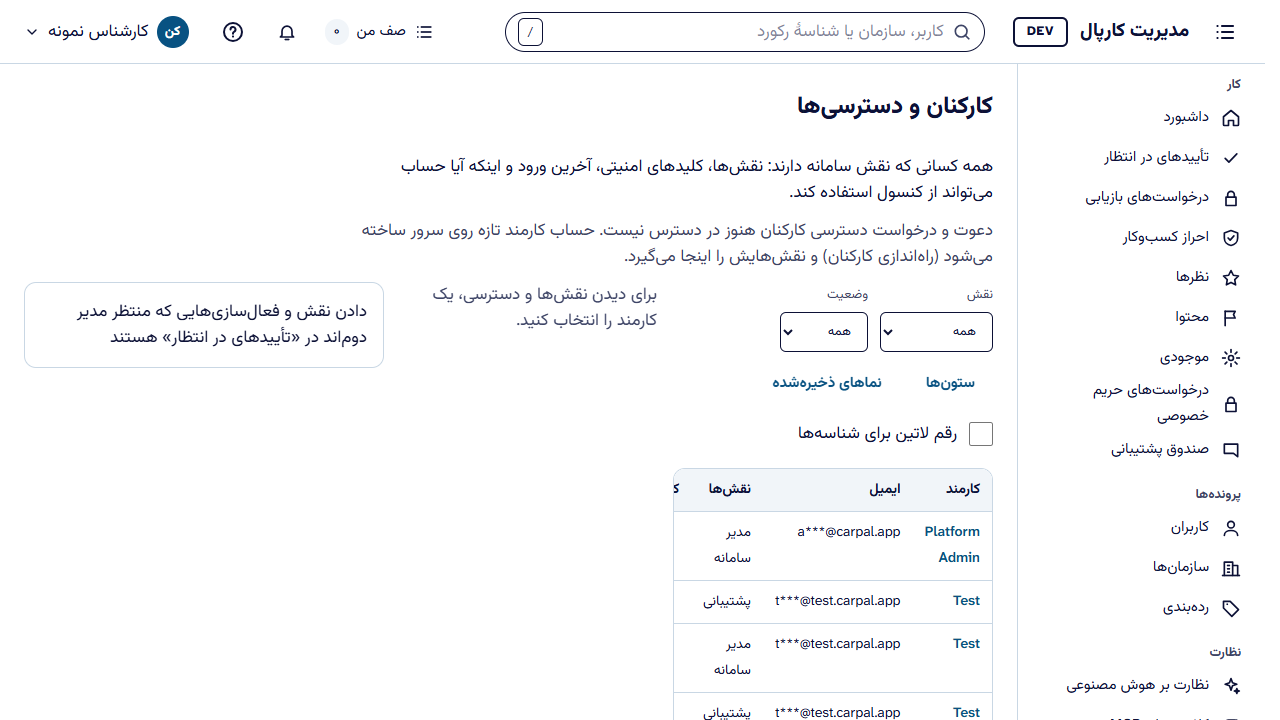 مدیریت کارپال
DEV
کاربر، سازمان یا شناسهٔ رکورد
/
صف من
۰
کن
کارشناس نمونه
کار
داشبورد
تأییدهای در انتظار
درخواست‌های بازیابی
احراز کسب‌وکار
نظرها
محتوا
موجودی
درخواست‌های حریم
خصوصی
صندوق پشتیبانی
پرونده‌ها
کاربران
سازمان‌ها
رده‌بندی
نظارت
نظارت بر هوش مصنوعی
کارکنان و دسترسی‌ها
همه کسانی که نقش سامانه دارند: نقش‌ها، کلیدهای امنیتی، آخرین ورود و اینکه آیا حساب
می‌تواند از کنسول استفاده کند.
دعوت و درخواست دسترسی کارکنان هنوز در دسترس نیست. حساب کارمند تازه روی سرور ساخته
می‌شود (راه‌اندازی کارکنان) و نقش‌هایش را اینجا می‌گیرد.
نقش
وضعیت
همه
همه
ستون‌ها
نماهای ذخیره‌شده
رقم لاتین برای شناسه‌ها
کارمند
ایمیل
نقش‌ها
Platform
Admin
a***@carpal.app
مدیر
سامانه
Test
t***@test.carpal.app
پشتیبانی
Test
t***@test.carpal.app
مدیر
سامانه
Test
t***@test.carpal.app
پشتیبانی
برای دیدن نقش‌ها و دسترسی، یک
کارمند را انتخاب کنید.
دادن نقش و فعال‌سازی‌هایی که منتظر مدیر
دوم‌اند در «تأییدهای در انتظار» هستند